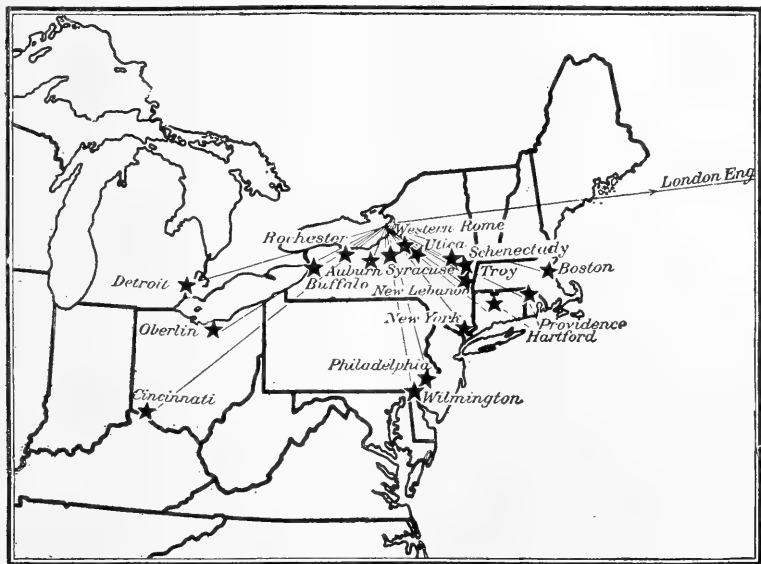 London Eng
Western Rome
Rochester
Utica
Schenectady
Detroit
Auburn Syracuse
Troy
Boston
Buffalo
New Lebanon
Oberlin
New York
Providence
Hartford
Philadelphia
Cincinnati
Wilmington